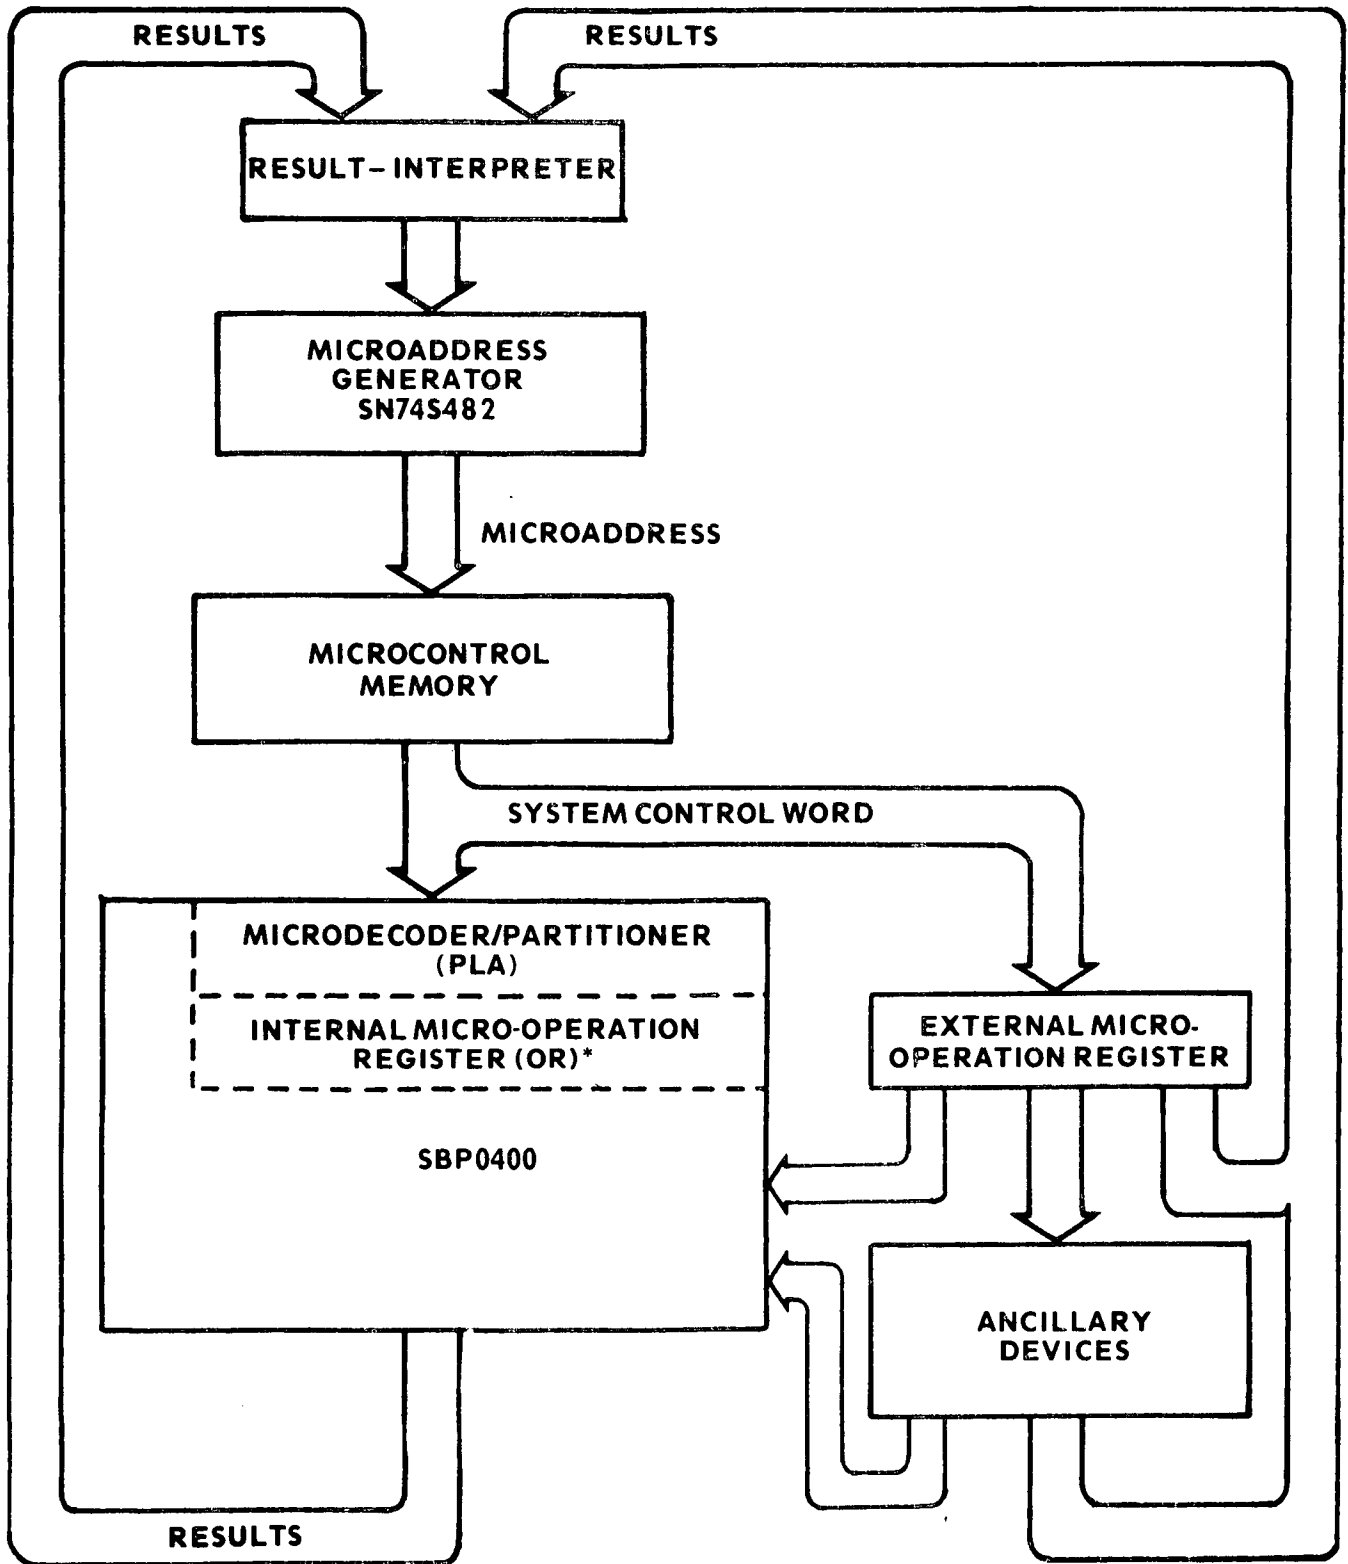 RESULTS
RESULTS
RESULT-INTERPRETER
MICROADDRESS
GENERATOR
SN74S482
MICROADDRESS
MICROCONTROL
MEMORY
SYSTEM CONTROL WORD
MICRODECODER/PARTITIONER
(PLA)
INTERNAL MICRO-OPERATION
REGISTER (OR)*
EXTERNAL MICRO-
OPERATION REGISTER
SBP0400
ANCILLARY
DEVICES
RESULTS